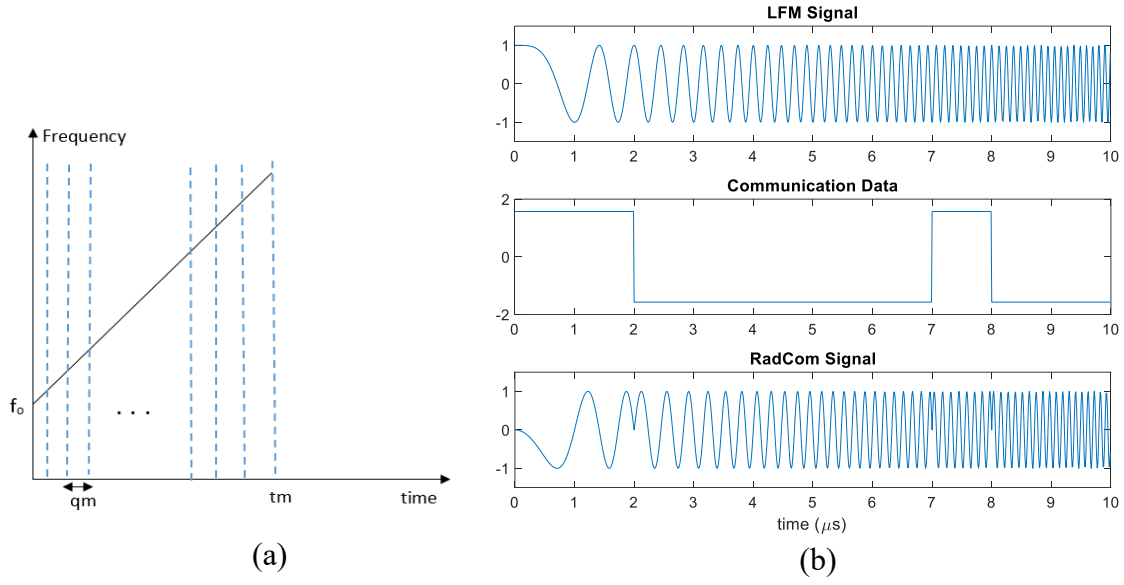 Frequency
f₀
. . .
qm
tm
time
(a)
LFM Signal
1
0
-1
0 1 2 3 4 5 6 7 8 9 10
Communication Data
2
0
-2
0 1 2 3 4 5 6 7 8 9 10
RadCom Signal
1
0
-1
0 1 2 3 4 5 6 7 8 9 10
time (μs)
(b)